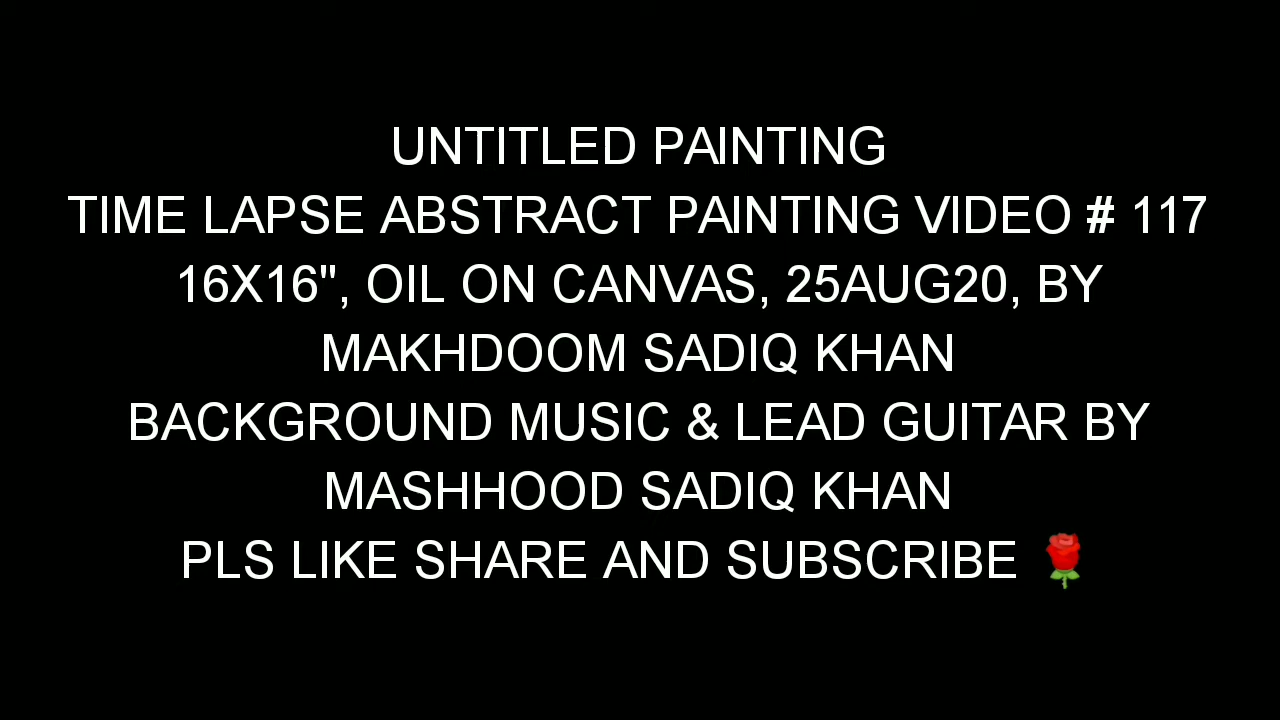 UNTITLED PAINTING
TIME LAPSE ABSTRACT PAINTING VIDEO # 117
16X16", OIL ON CANVAS, 25AUG20, BY
MAKHDOOM SADIQ KHAN
BACKGROUND MUSIC & LEAD GUITAR BY
MASHHOOD SADIQ KHAN
PLS LIKE SHARE AND SUBSCRIBE 🌹